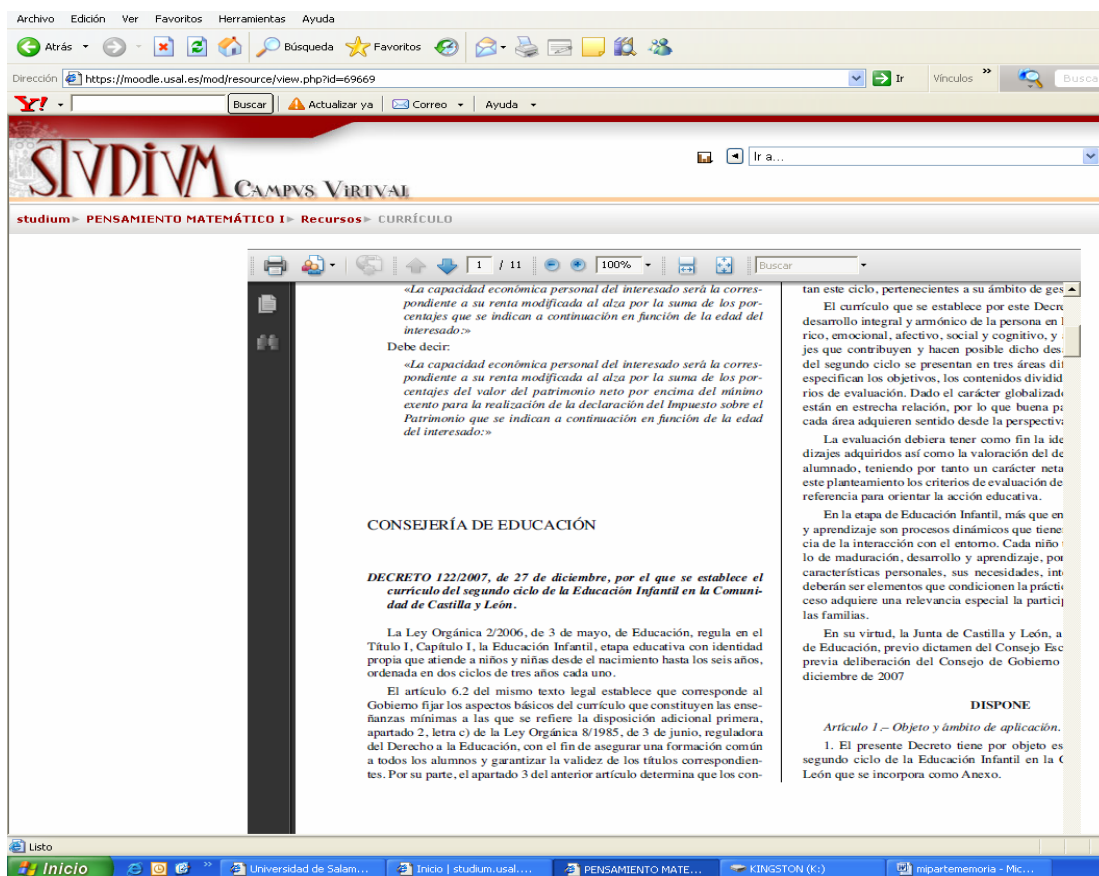 Archivo Edición Ver Favoritos Herramientas Ayuda
Atrás Búsqueda Favoritos
Dirección https://moodle.usal.es/mod/resource/view.php?id=69669 Ir Vínculos » Busca
Y! Buscar Actualizar ya Correo Ayuda
STVDIVM CAMPVS VIRTVAL
Ir a...
studium PENSAMIENTO MATEMÁTICO I Recursos CURRÍCULO
1 / 11 100% Buscar
«La capacidad económica personal del interesado será la corres-
pondiente a su renta modificada al alza por la suma de los por-
centajes que se indican a continuación en función de la edad del
interesado:»
Debe decir:
«La capacidad económica personal del interesado será la corres-
pondiente a su renta modificada al alza por la suma de los por-
centajes del valor del patrimonio neto por encima del mínimo
exento para la realización de la declaración del Impuesto sobre el
Patrimonio que se indican a continuación en función de la edad
del interesado:»
CONSEJERÍA DE EDUCACIÓN
DECRETO 122/2007, de 27 de diciembre, por el que se establece el
currículo del segundo ciclo de la Educación Infantil en la Comuni-
dad de Castilla y León.
La Ley Orgánica 2/2006, de 3 de mayo, de Educación, regula en el
Título I, Capítulo I, la Educación Infantil, etapa educativa con identidad
propia que atiende a niños y niñas desde el nacimiento hasta los seis años,
ordenada en dos ciclos de tres años cada uno.
El artículo 6.2 del mismo texto legal establece que corresponde al
Gobierno fijar los aspectos básicos del currículo que constituyen las ense-
ñanzas mínimas a las que se refiere la disposición adicional primera,
apartado 2, letra c) de la Ley Orgánica 8/1985, de 3 de junio, reguladora
del Derecho a la Educación, con el fin de asegurar una formación común
a todos los alumnos y garantizar la validez de los títulos correspondien-
tes. Por su parte, el apartado 3 del anterior artículo determina que los con-
tan este ciclo, pertenecientes a su ámbito de ges
El currículo que se establece por este Decre
desarrollo integral y armónico de la persona en l
rico, emocional, afectivo, social y cognitivo, y
jes que contribuyen y hacen posible dicho des
del segundo ciclo se presentan en tres áreas dif
especifican los objetivos, los contenidos dividid
rios de evaluación. Dado el carácter globalizado
están en estrecha relación, por lo que buena pa
cada área adquieren sentido desde la perspectiva
La evaluación debiera tener como fin la ide
dizajes adquiridos así como la valoración del de
alumnado, teniendo por tanto un carácter neta
este planteamiento los criterios de evaluación de
referencia para orientar la acción educativa.
En la etapa de Educación Infantil, más que en
y aprendizaje son procesos dinámicos que tiene
cia de la interacción con el entorno. Cada niño
lo de maduración, desarrollo y aprendizaje, por
características personales, sus necesidades, int
deberán ser elementos que condicionen la práctic
ceso adquiere una relevancia especial la particip
las familias.
En su virtud, la Junta de Castilla y León, a
de Educación, previo dictamen del Consejo Esc
previa deliberación del Consejo de Gobierno
diciembre de 2007
DISPONE
Artículo 1.– Objeto y ámbito de aplicación.
1. El presente Decreto tiene por objeto es
segundo ciclo de la Educación Infantil en la C
León que se incorpora como Anexo.
Listo
Inicio » Universidad de Salam... Inicio | studium.usal.... PENSAMIENTO MATE... KINGSTON (K:) mipartememoria - Mic...